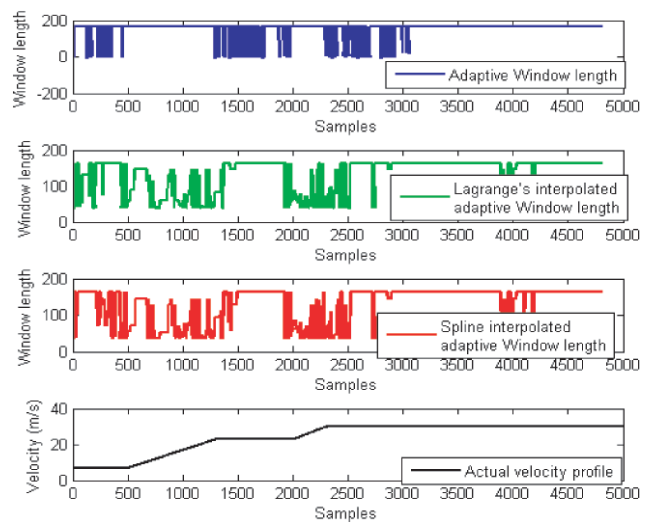 200
0
-200
Window length
Adaptive Window length
0 500 1000 1500 2000 2500 3000 3500 4000 4500 5000
Samples
200
100
0
Window length
Lagrange's interpolated
adaptive Window length
0 500 1000 1500 2000 2500 3000 3500 4000 4500 5000
Samples
200
100
0
Window length
Spline interpolated
adaptive Window length
0 500 1000 1500 2000 2500 3000 3500 4000 4500 5000
Samples
40
20
0
Velocity (m/s)
Actual velocity profile
0 500 1000 1500 2000 2500 3000 3500 4000 4500 5000
Samples